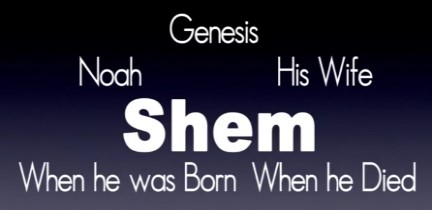 Genesis
Noah His Wife
Shem
When he was Born When he Died